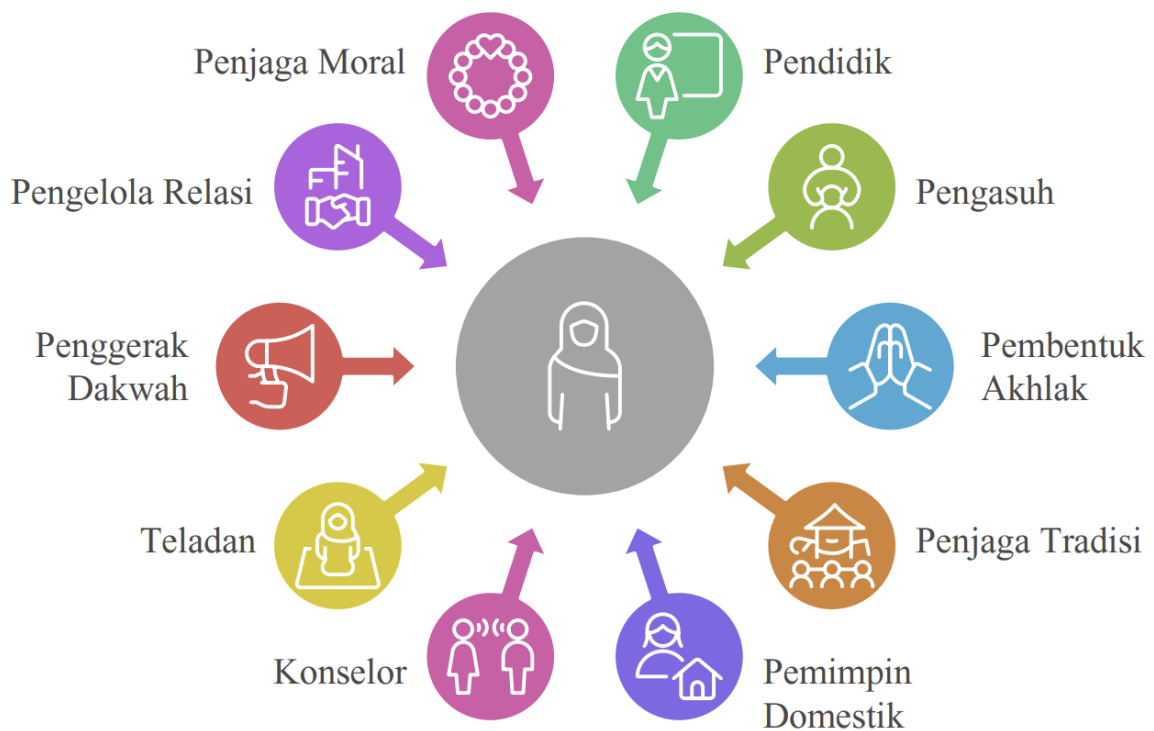 Penjaga Moral
Pendidik
Pengelola Relasi
Pengasuh
Penggerak
Dakwah
Pembentuk
Akhlak
Teladan
Penjaga Tradisi
Konselor
Pemimpin
Domestik